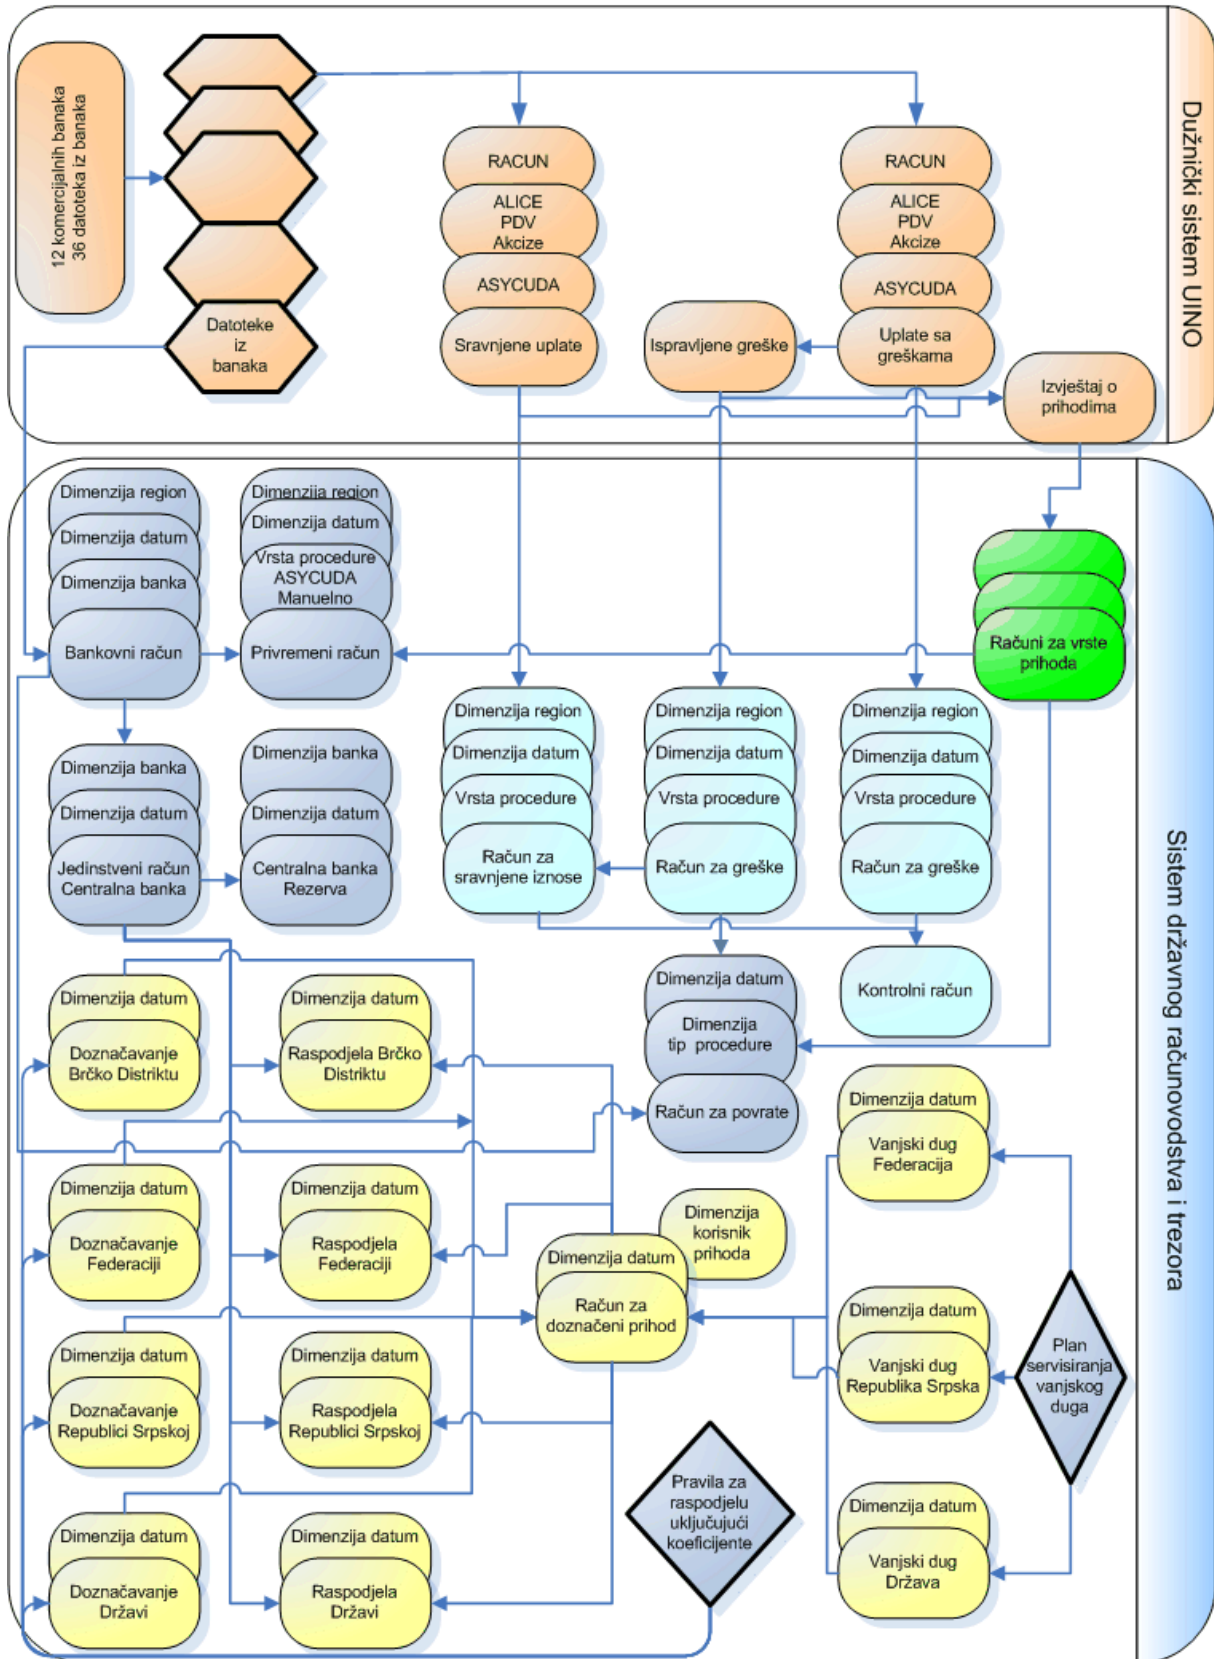 12 komercijalnih banaka
36 datoteka iz banaka
Datoteke
iz
banaka
RACUN
ALICE
PDV
Akcize
ASYCUDA
Sravnjene uplate
Ispravljene greške
RACUN
ALICE
PDV
Akcize
ASYCUDA
Uplate sa
greškama
Izvještaj o
prihodima
Dužnički sistem UINO
Dimenzija region
Dimenzija datum
Dimenzija banka
Bankovni račun
Dimenzija region
Dimenzija datum
Vrsta procedure
ASYCUDA
Manuelno
Privremeni račun
Računi za vrste
prihoda
Dimenzija banka
Dimenzija datum
Jedinstveni račun
Centralna banka
Dimenzija banka
Dimenzija datum
Centralna banka
Rezerva
Dimenzija region
Dimenzija datum
Vrsta procedure
Račun za
sravnjene iznose
Dimenzija region
Dimenzija datum
Vrsta procedure
Račun za greške
Dimenzija region
Dimenzija datum
Vrsta procedure
Račun za greške
Kontrolni račun
Dimenzija datum
Dimenzija
tip procedure
Račun za povrate
Dimenzija datum
Doznačavanje
Brčko Distriktu
Dimenzija datum
Raspodjela Brčko
Distriktu
Dimenzija datum
Doznačavanje
Federaciji
Dimenzija datum
Raspodjela
Federaciji
Dimenzija datum
Doznačavanje
Republici Srpskoj
Dimenzija datum
Raspodjela
Republici Srpskoj
Dimenzija datum
Doznačavanje
Državi
Dimenzija datum
Raspodjela
Državi
Dimenzija
korisnik
prihoda
Dimenzija datum
Račun za
doznačeni prihod
Dimenzija datum
Vanjski dug
Federacija
Dimenzija datum
Vanjski dug
Republika Srpska
Dimenzija datum
Vanjski dug
Država
Plan
servisiranja
vanjskog
duga
Pravila za
raspodjelu
uključujući
koeficijente
Sistem državnog računovodstva i trezora